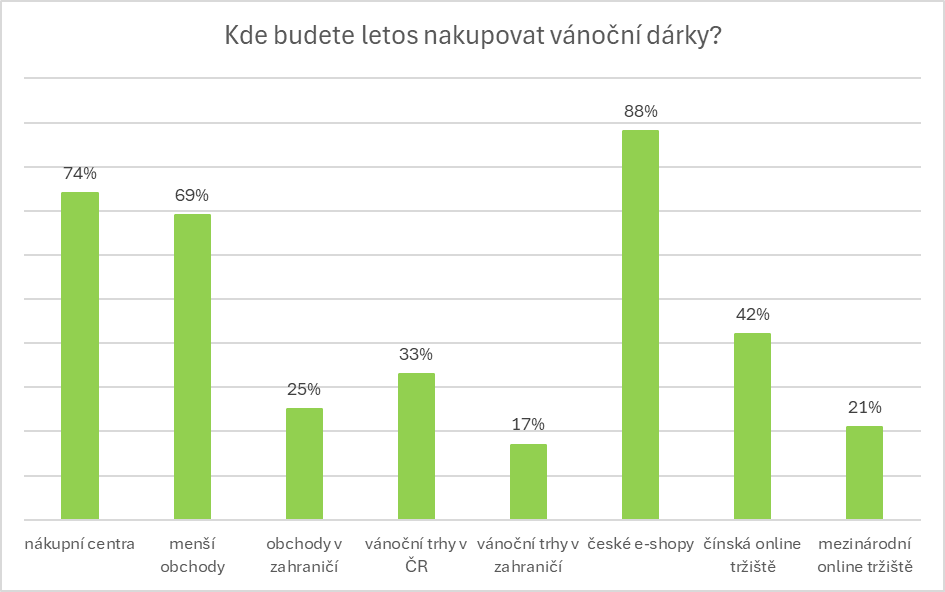 Kde budete letos nakupovat vánoční dárky?
74%
69%
25%
33%
17%
88%
42%
21%
nákupní centra
menší
obchody
obchody v
zahraničí
vánoční trhy v
ČR
vánoční trhy v
zahraničí
české e-shopy
čínská online
tržiště
mezinárodní
online tržiště